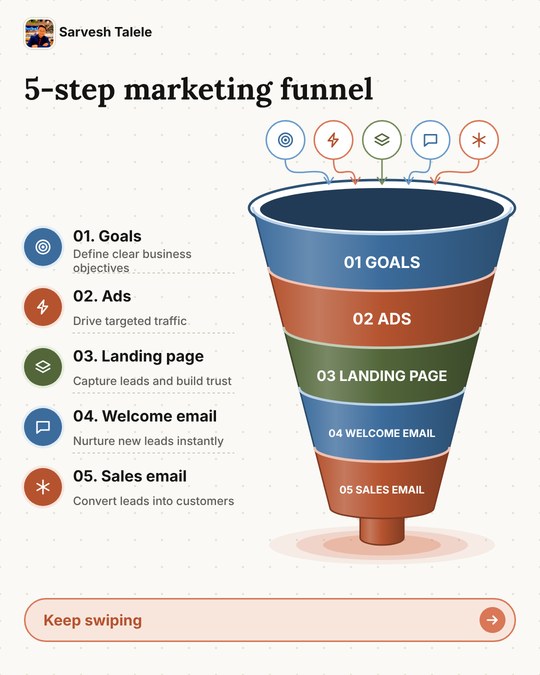 Sarvesh Talele
5-step marketing funnel
01. Goals
Define clear business
objectives
02. Ads
Drive targeted traffic
03. Landing page
Capture leads and build trust
04. Welcome email
Nurture new leads instantly
05. Sales email
Convert leads into customers
01 GOALS
02 ADS
03 LANDING PAGE
04 WELCOME EMAIL
05 SALES EMAIL
Keep swiping